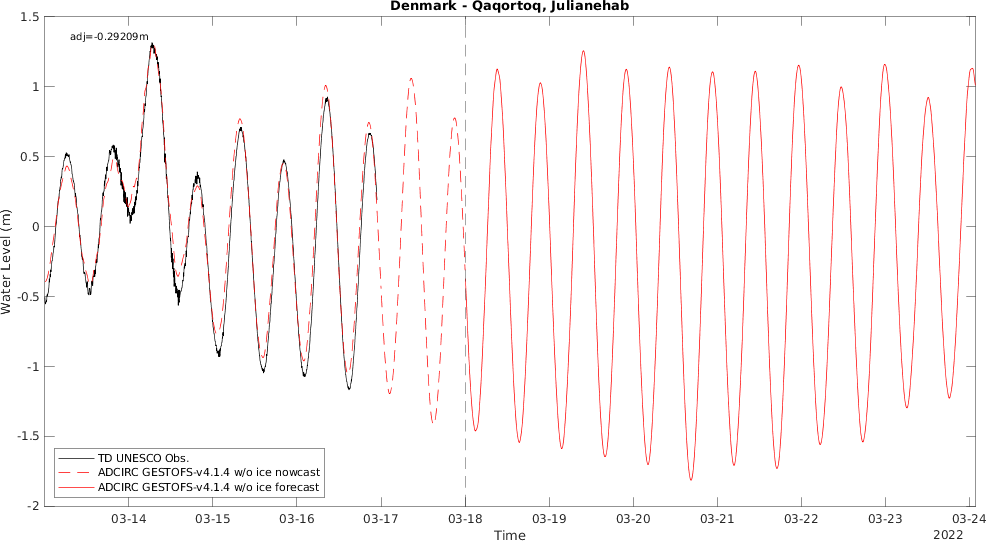 Denmark - Qaqortoq, Julianehab
adj=-0.29209m
1.5
1
0.5
0
-0.5
-1
-1.5
-2
Water Level (m)
TD UNESCO Obs.
ADCIRC GESTOFS-v4.1.4 w/o ice nowcast
ADCIRC GESTOFS-v4.1.4 w/o ice forecast
03-14 03-15 03-16 03-17 03-18 03-19 03-20 03-21 03-22 03-23 03-24
Time
2022